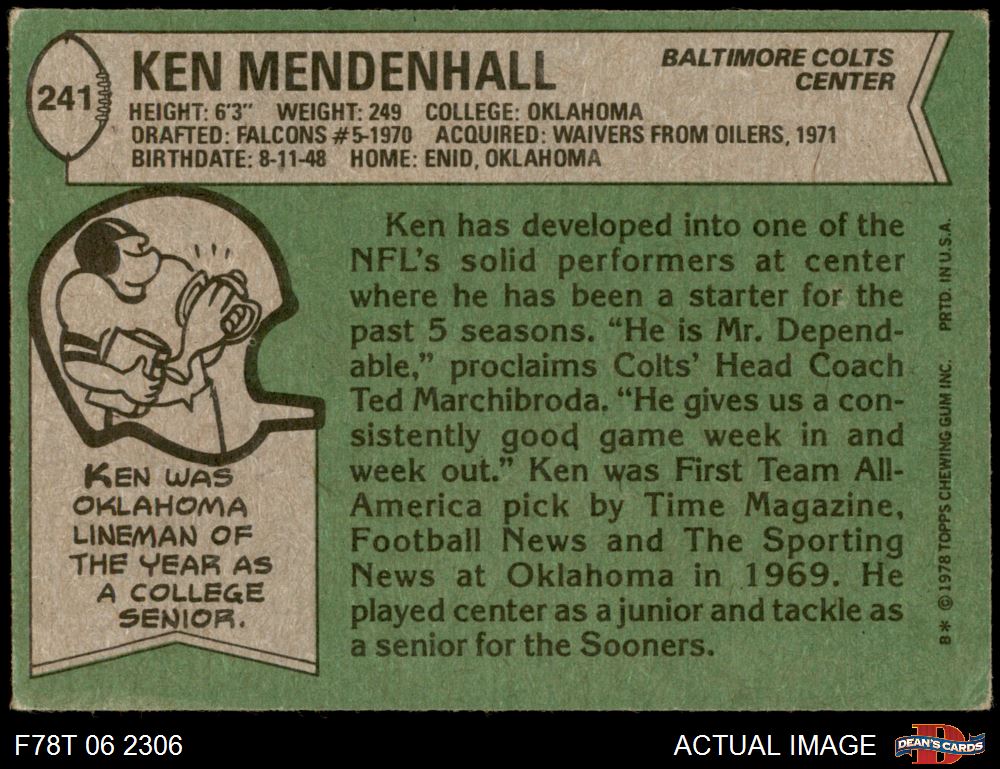 241
KEN MENDENHALL
BALTIMORE COLTS
CENTER
HEIGHT: 6'3" WEIGHT: 249 COLLEGE: OKLAHOMA
DRAFTED: FALCONS #5-1970 ACQUIRED: WAIVERS FROM OILERS, 1971
BIRTHDATE: 8-11-48 HOME: ENID, OKLAHOMA
KEN WAS
OKLAHOMA
LINEMAN OF
THE YEAR AS
A COLLEGE
SENIOR.
Ken has developed into one of the
NFL's solid performers at center
where he has been a starter for the
past 5 seasons. "He is Mr. Depend-
able," proclaims Colts' Head Coach
Ted Marchibroda. "He gives us a con-
sistently good game week in and
week out." Ken was First Team All-
America pick by Time Magazine,
Football News and The Sporting
News at Oklahoma in 1969. He
played center as a junior and tackle as
a senior for the Sooners.
B* © 1978 TOPPS CHEWING GUM INC. PRTD. IN U.S.A.
F78T 06 2306
ACTUAL IMAGE
D
DEAN'S CARDS